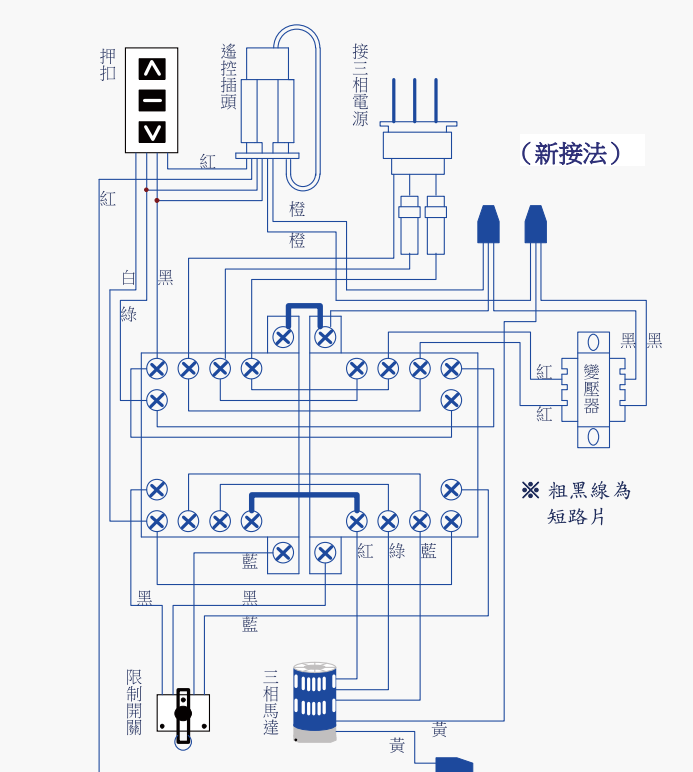 押扣
遙控插頭
接三相電源
（新接法）
紅
紅
橙
橙
白
黑
綠
黑
黑
紅
變壓器
紅
※ 粗黑線為
短路片
藍
紅
綠
藍
黑
黑
藍
限制開關
三相馬達
黃
黃